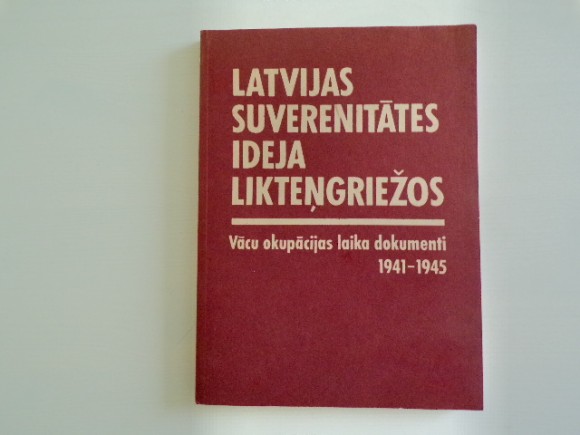 LATVIJAS
SUVERENITĀTES
IDEJA
LIKTEŅGRIEŽOS
Vācu okupācijas laika dokumenti
1941–1945